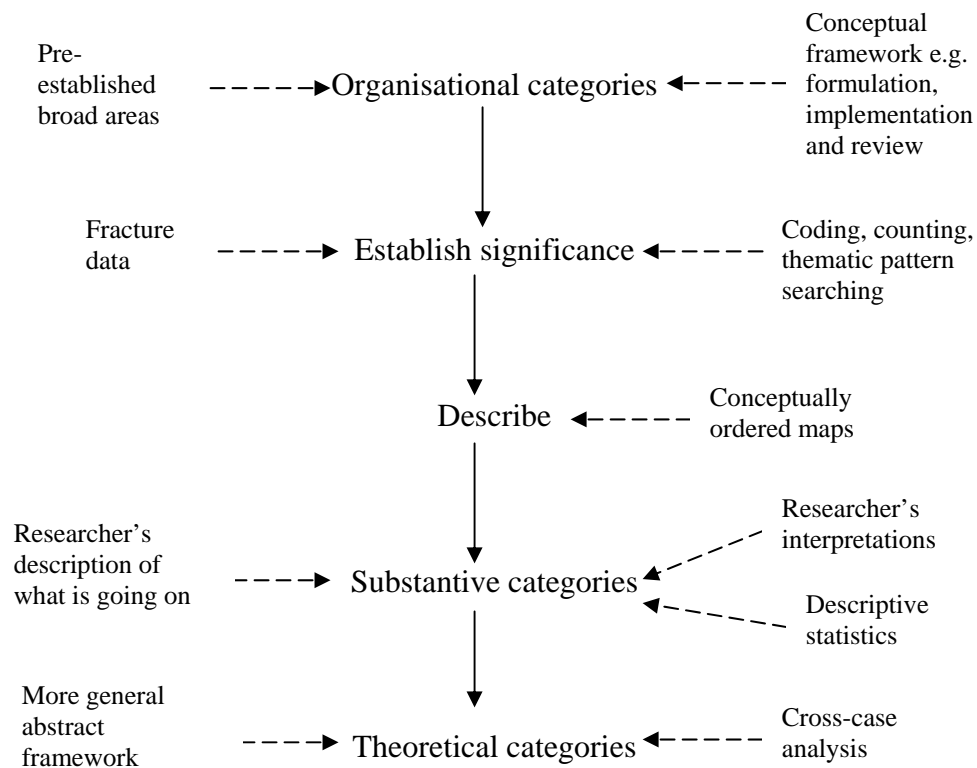 Pre-
established
broad areas
Organisational categories
Conceptual
framework e.g.
formulation,
implementation
and review
Fracture
data
Establish significance
Coding, counting,
thematic pattern
searching
Describe
Conceptually
ordered maps
Researcher’s
description of
what is going on
Substantive categories
Researcher’s
interpretations
Descriptive
statistics
More general
abstract
framework
Theoretical categories
Cross-case
analysis